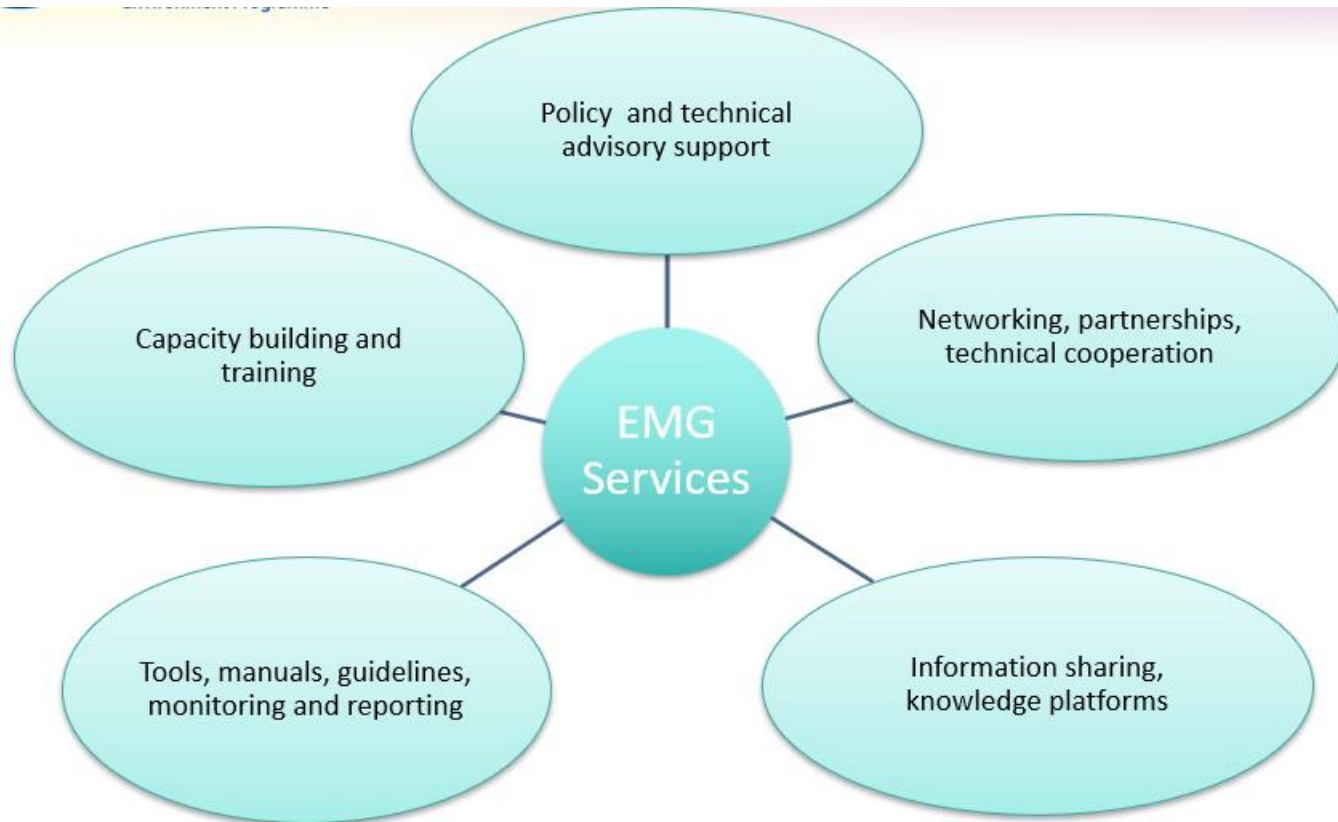 Policy and technical
advisory support
Networking, partnerships,
technical cooperation
Capacity building and
training
EMG
Services
Tools, manuals, guidelines,
monitoring and reporting
Information sharing,
knowledge platforms